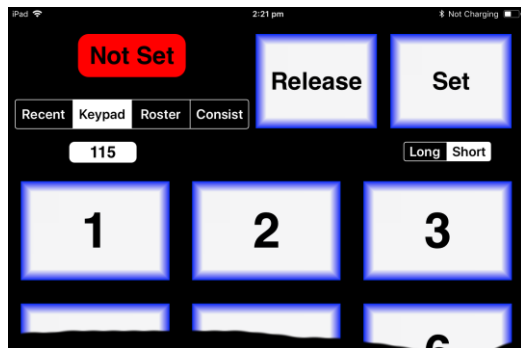 iPad 2:21 pm Not Charging
Not Set
Release Set
Recent Keypad Roster Consist
115 Long Short
1 2 3
6